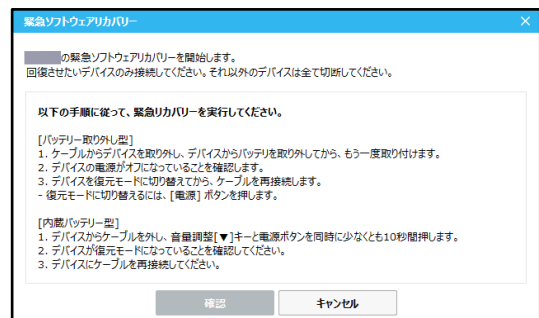 緊急ソフトウェアリカバリー
の緊急ソフトウェアリカバリーを開始します。
回復させたいデバイスのみ接続してください。それ以外のデバイスは全て切断してください。
以下の手順に従って、緊急リカバリーを実行してください。
[バッテリー取り外し型]
1. ケーブルからデバイスを取り外し、デバイスからバッテリを取り外してから、もう一度取り付けます。
2. デバイスの電源がオフになっていることを確認します。
3. デバイスを復元モードに切り替えてから、ケーブルを再接続します。
- 復元モードに切り替えるには、[電源] ボタンを押します。
[内蔵バッテリー型]
1. デバイスからケーブルを外し、音量調整[▼]キーと電源ボタンを同時に少なくとも10秒間押します。
2. デバイスが復元モードになっていることを確認してください。
3. デバイスにケーブルを再接続してください。
確認 キャンセル